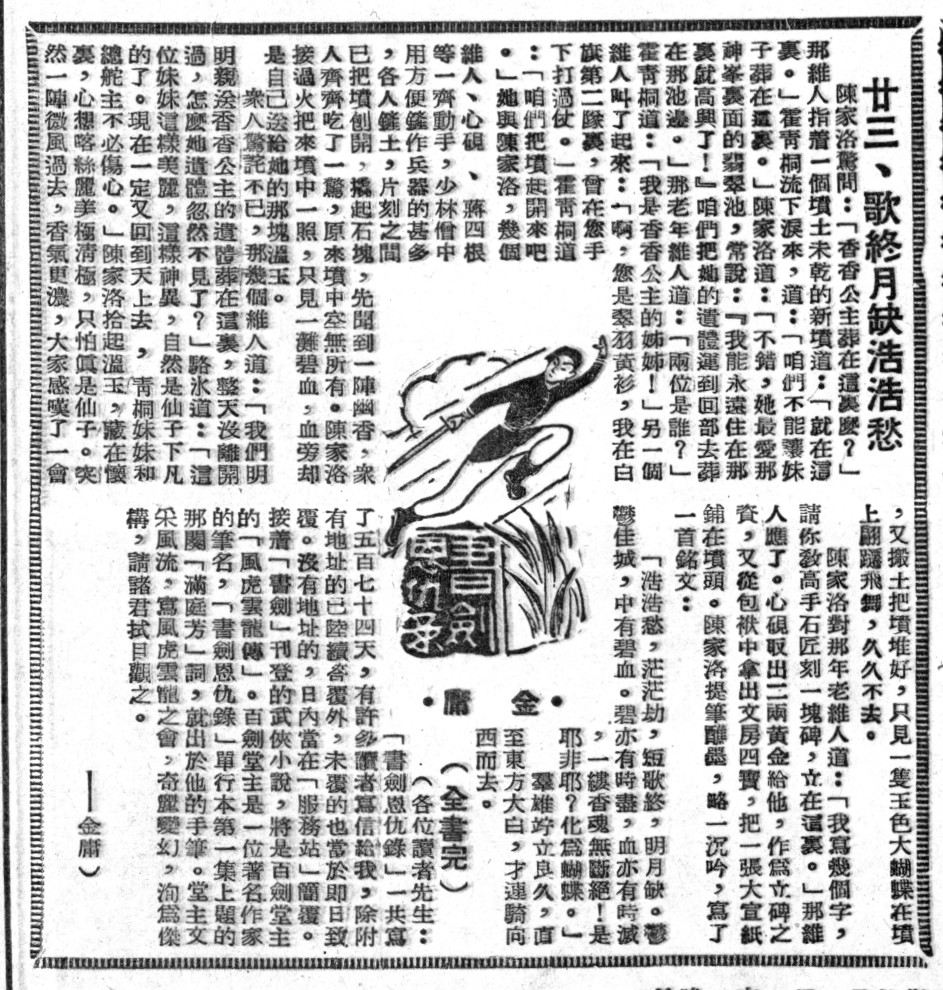 廿三、歌終月缺浩浩愁
陳家洛驚問：「香香公主葬在這裏麼？」
那維人指着一個墳土未乾的新墳道：「就在這
裏。」霍青桐流下淚來，道：「咱們不能讓妹
子葬在這裏。」陳家洛道：「不錯，她最愛那
神峯裏面的翡翠池，常說：『我能永遠住在那
裏就高興了！』咱們把她的遺體運到回部去葬
在那池邊。」那老年維人道：「兩位是誰？」
霍青桐道：「我是香香公主的姊姊！」另一個
維人叫了起來：「啊，您是翠羽黃衫，我在白
旗第二隊裏，曾在您手
下打過仗。」霍青桐道
：「咱們把墳起開來吧
。」她與陳家洛，幾個
維人、心硯、蔣四根
等一齊動手，少林僧中
用方便鏟作兵器的甚多
，各人鏟土，片刻之間
已把墳刨開，撬起石塊，先聞到一陣幽香，衆
人齊齊吃了一驚，原來墳中空無所有。陳家洛
接過火把來墳中一照，只見一灘碧血，血旁却
是自己送給她的那塊溫玉。
衆人驚詫不已，那幾個維人道：「我們明
明親送香香公主的遺體葬在這裏，整天沒離開
過，怎麼她遺體忽然不見了？」駱冰道：「這
位妹妹這樣美麗，這樣神異，自然是仙子下凡
的了。現在一定又回到天上去，青桐妹妹和
總舵主不必傷心。」陳家洛拾起溫玉，藏在懷
裏，心想喀絲麗美極清極，只怕眞是仙子。突
然一陣微風過去，香氣更濃，大家感嘆了一會
，又搬土把墳堆好，只見一隻玉色大蝴蝶在墳
上翩躚飛舞，久久不去。
陳家洛對那年老維人道：「我寫幾個字，
請你教高手石匠刻一塊碑，立在這裏。」那維
人應了。心硯取出二兩黃金給他，作爲立碑之
資，又從包袱中拿出文房四寶，把一張大宣紙
鋪在墳頭。陳家洛提筆醮墨，略一沉吟，寫了
一首銘文：
「浩浩愁，茫茫刧，短歌終，明月缺。鬱
鬱佳城，中有碧血。碧亦有時盡，血亦有時滅
，一縷香魂無斷絕！是
耶非耶？化爲蝴蝶。」
羣雄竚立良久，直
至東方大白，才連騎向
西而去。
（全書完）
書劍恩仇录
•金庸•
（各位讀者先生：
「書劍恩仇錄」一共寫
了五百七十四天，有許多讀者寫信給我，除附
有地址的已陸續答覆外，未覆的也當於即日致
覆。沒有地址的，日內當在「服務站」簡覆。
接着「書劍」刊登的武俠小說，將是百劍堂主
的「風虎雲龍傳」。百劍堂主是一位著名作家
的筆名，「書劍恩仇錄」單行本第一集上題的
那闋「滿庭芳」詞，就出於他的手筆。堂主文
采風流，寫風虎雲龍之會，奇麗變幻，洵爲傑
構，請諸君拭目觀之。
——金庸）